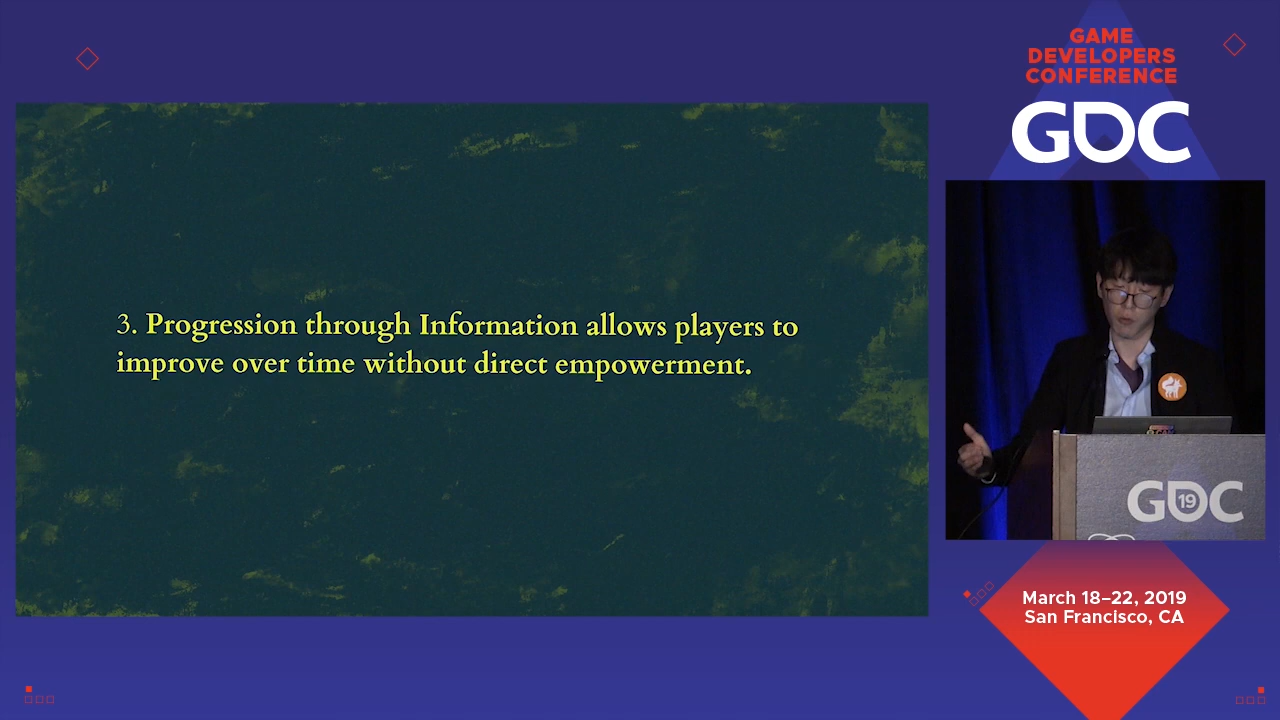 GAME
DEVELOPERS
CONFERENCE
GDC
3. Progression through Information allows players to
improve over time without direct empowerment.
GDC
19
March 18–22, 2019
San Francisco, CA